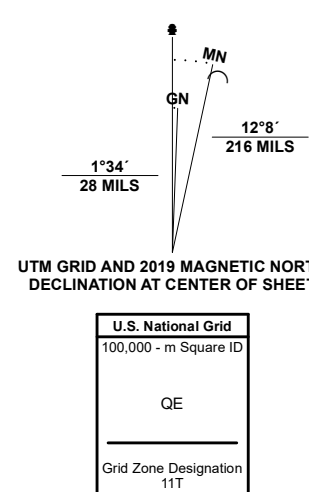 MN
GN
12°8´
216 MILS
1°34´
28 MILS
UTM GRID AND 2019 MAGNETIC NORT
DECLINATION AT CENTER OF SHEET
U.S. National Grid
100,000 - m Square ID
QE
Grid Zone Designation
11T